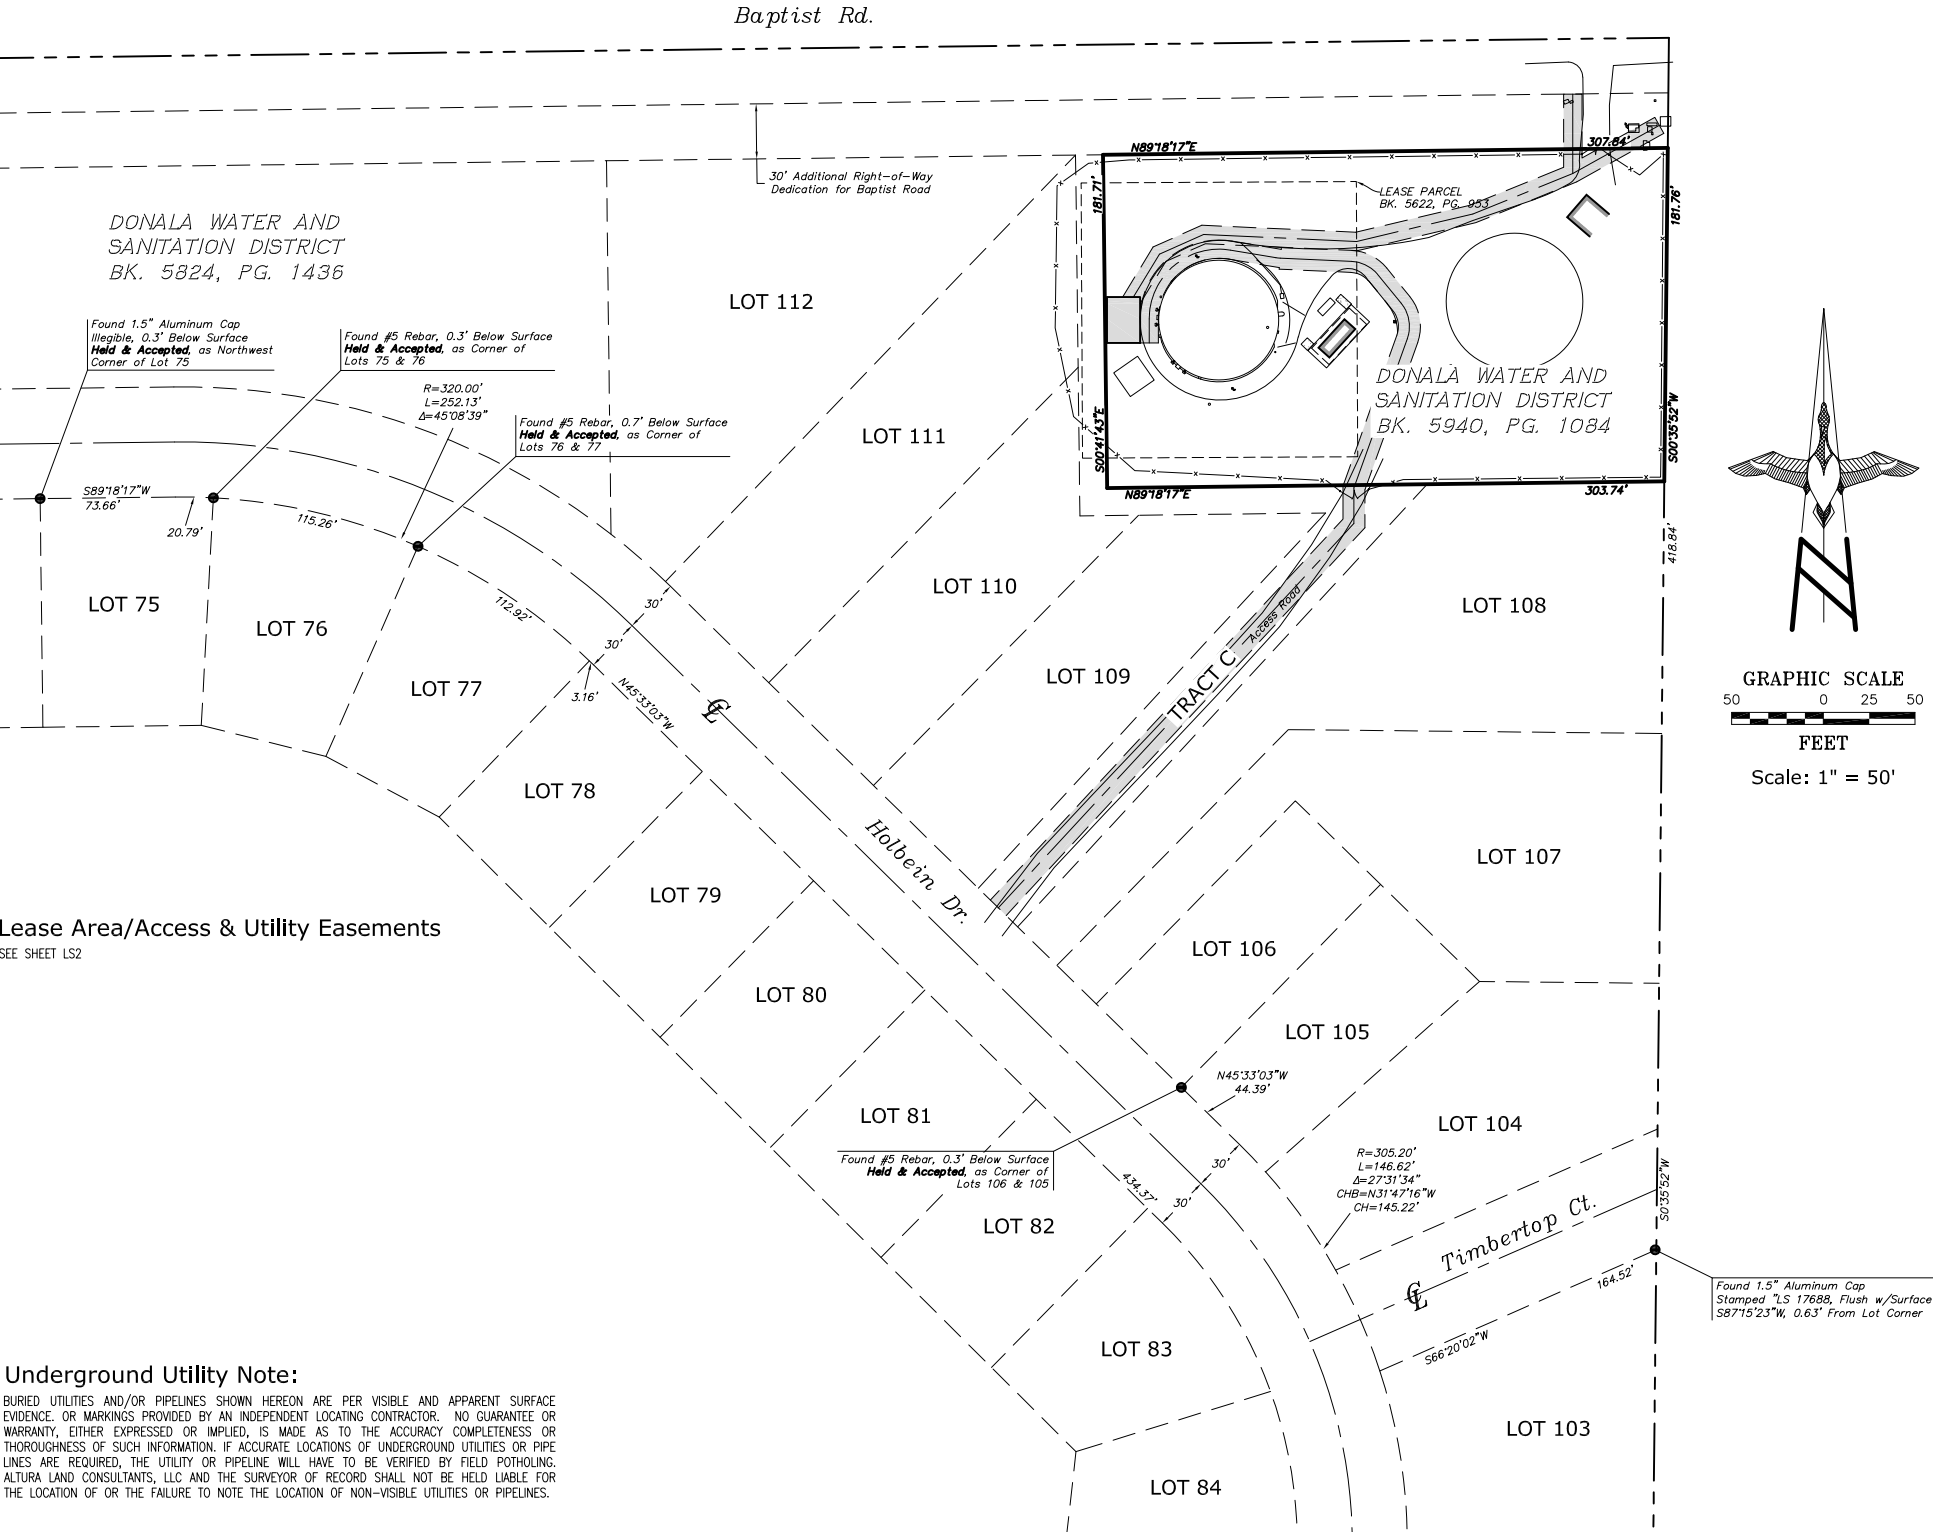 Baptist Rd.
N89°18'17"E
307.84'
30' Additional Right-of-Way
Dedication for Baptist Road
LEASE PARCEL
BK. 5622, PG. 953
181.71'
181.76'
DONALA WATER AND
SANITATION DISTRICT
BK. 5824, PG. 1436
LOT 112
Found 1.5" Aluminum Cap
Illegible, 0.3' Below Surface
Held & Accepted, as Northwest
Corner of Lot 75
Found #5 Rebar, 0.3' Below Surface
Held & Accepted, as Corner of
Lots 75 & 76
R=320.00'
L=252.13'
Δ=45°08'39"
Found #5 Rebar, 0.7' Below Surface
Held & Accepted, as Corner of
Lots 76 & 77
DONALA WATER AND
SANITATION DISTRICT
BK. 5940, PG. 1084
LOT 111
S00°41'43"E
S00°35'52"W
N89°18'17"E
303.74'
S89°18'17"W
73.66'
20.79'
115.26'
418.84'
LOT 75
LOT 76
112.92'
30'
30'
LOT 110
Access Road
LOT 108
N
LOT 77
3.16'
N45°33'03"W
LOT 109
TRACT C
CL
GRAPHIC SCALE
50 0 25 50
FEET
Scale: 1" = 50'
LOT 78
Holbein Dr.
LOT 107
LOT 79
Lease Area/Access & Utility Easements
SEE SHEET LS2
LOT 106
LOT 80
LOT 105
N45°33'03"W
44.39'
LOT 81
LOT 104
Found #5 Rebar, 0.3' Below Surface
Held & Accepted, as Corner of
Lots 106 & 105
434.37'
30'
30'
R=305.20'
L=146.62'
Δ=27°31'34"
CHB=N31°47'16"W
CH=145.22'
S0°35'52"W
LOT 82
Timbertop Ct.
CL
164.52'
Found 1.5" Aluminum Cap
Stamped "LS 17688, Flush w/Surface
S87°15'23"W, 0.63' From Lot Corner
S66°20'02"W
LOT 83
LOT 103
LOT 84
Underground Utility Note:
BURIED UTILITIES AND/OR PIPELINES SHOWN HEREON ARE PER VISIBLE AND APPARENT SURFACE
EVIDENCE. OR MARKINGS PROVIDED BY AN INDEPENDENT LOCATING CONTRACTOR. NO GUARANTEE OR
WARRANTY, EITHER EXPRESSED OR IMPLIED, IS MADE AS TO THE ACCURACY COMPLETENESS OR
THOROUGHNESS OF SUCH INFORMATION. IF ACCURATE LOCATIONS OF UNDERGROUND UTILITIES OR PIPE
LINES ARE REQUIRED, THE UTILITY OR PIPELINE WILL HAVE TO BE VERIFIED BY FIELD POTHOLING.
ALTURA LAND CONSULTANTS, LLC AND THE SURVEYOR OF RECORD SHALL NOT BE HELD LIABLE FOR
THE LOCATION OF OR THE FAILURE TO NOTE THE LOCATION OF NON-VISIBLE UTILITIES OR PIPELINES.